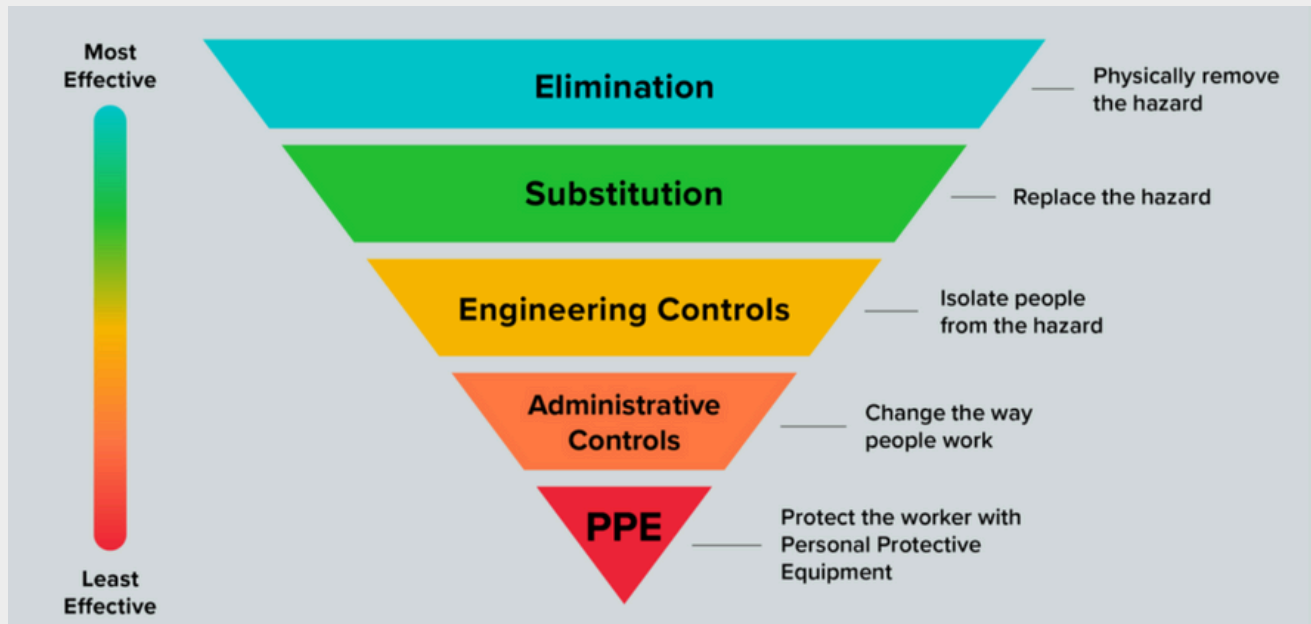 Most
Effective
Elimination
Physically remove
the hazard
Substitution
Replace the hazard
Engineering Controls
Isolate people
from the hazard
Administrative
Controls
Change the way
people work
PPE
Protect the worker with
Personal Protective
Equipment
Least
Effective